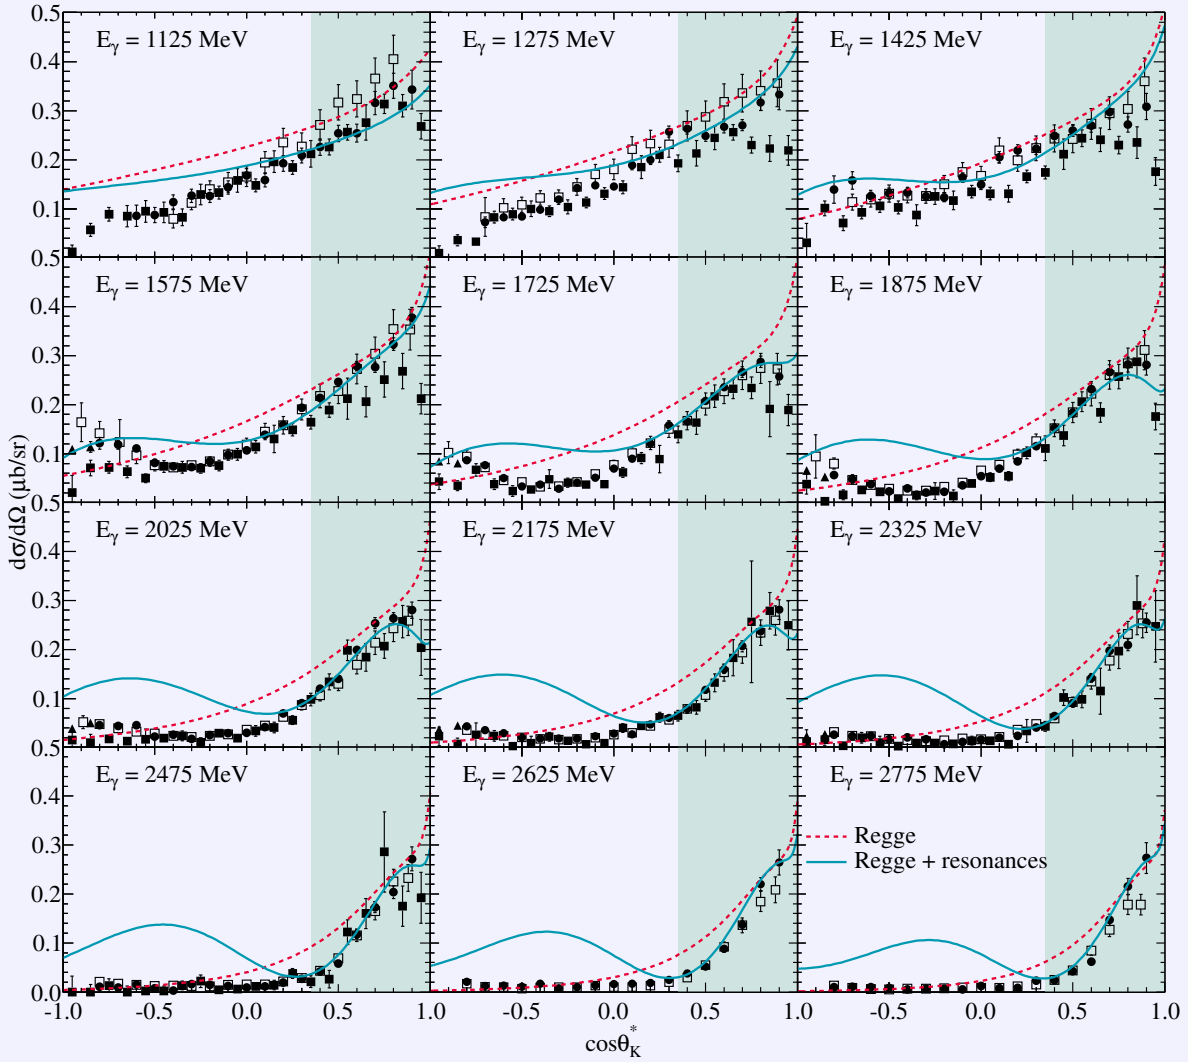 0.5
0.4
0.3
0.2
0.1
0.5
E_γ = 1125 MeV
E_γ = 1275 MeV
E_γ = 1425 MeV
0.4
0.3
0.2
0.1
0.5
E_γ = 1575 MeV
E_γ = 1725 MeV
E_γ = 1875 MeV
dσ/dΩ (μb/sr)
0.4
0.3
0.2
0.1
0.5
E_γ = 2025 MeV
E_γ = 2175 MeV
E_γ = 2325 MeV
0.4
0.3
0.2
0.1
0.0
E_γ = 2475 MeV
E_γ = 2625 MeV
E_γ = 2775 MeV
Regge
Regge + resonances
-1.0 -0.5 0.0 0.5 1.0 -0.5 0.0 0.5 1.0 -0.5 0.0 0.5 1.0
cosθ_K^*